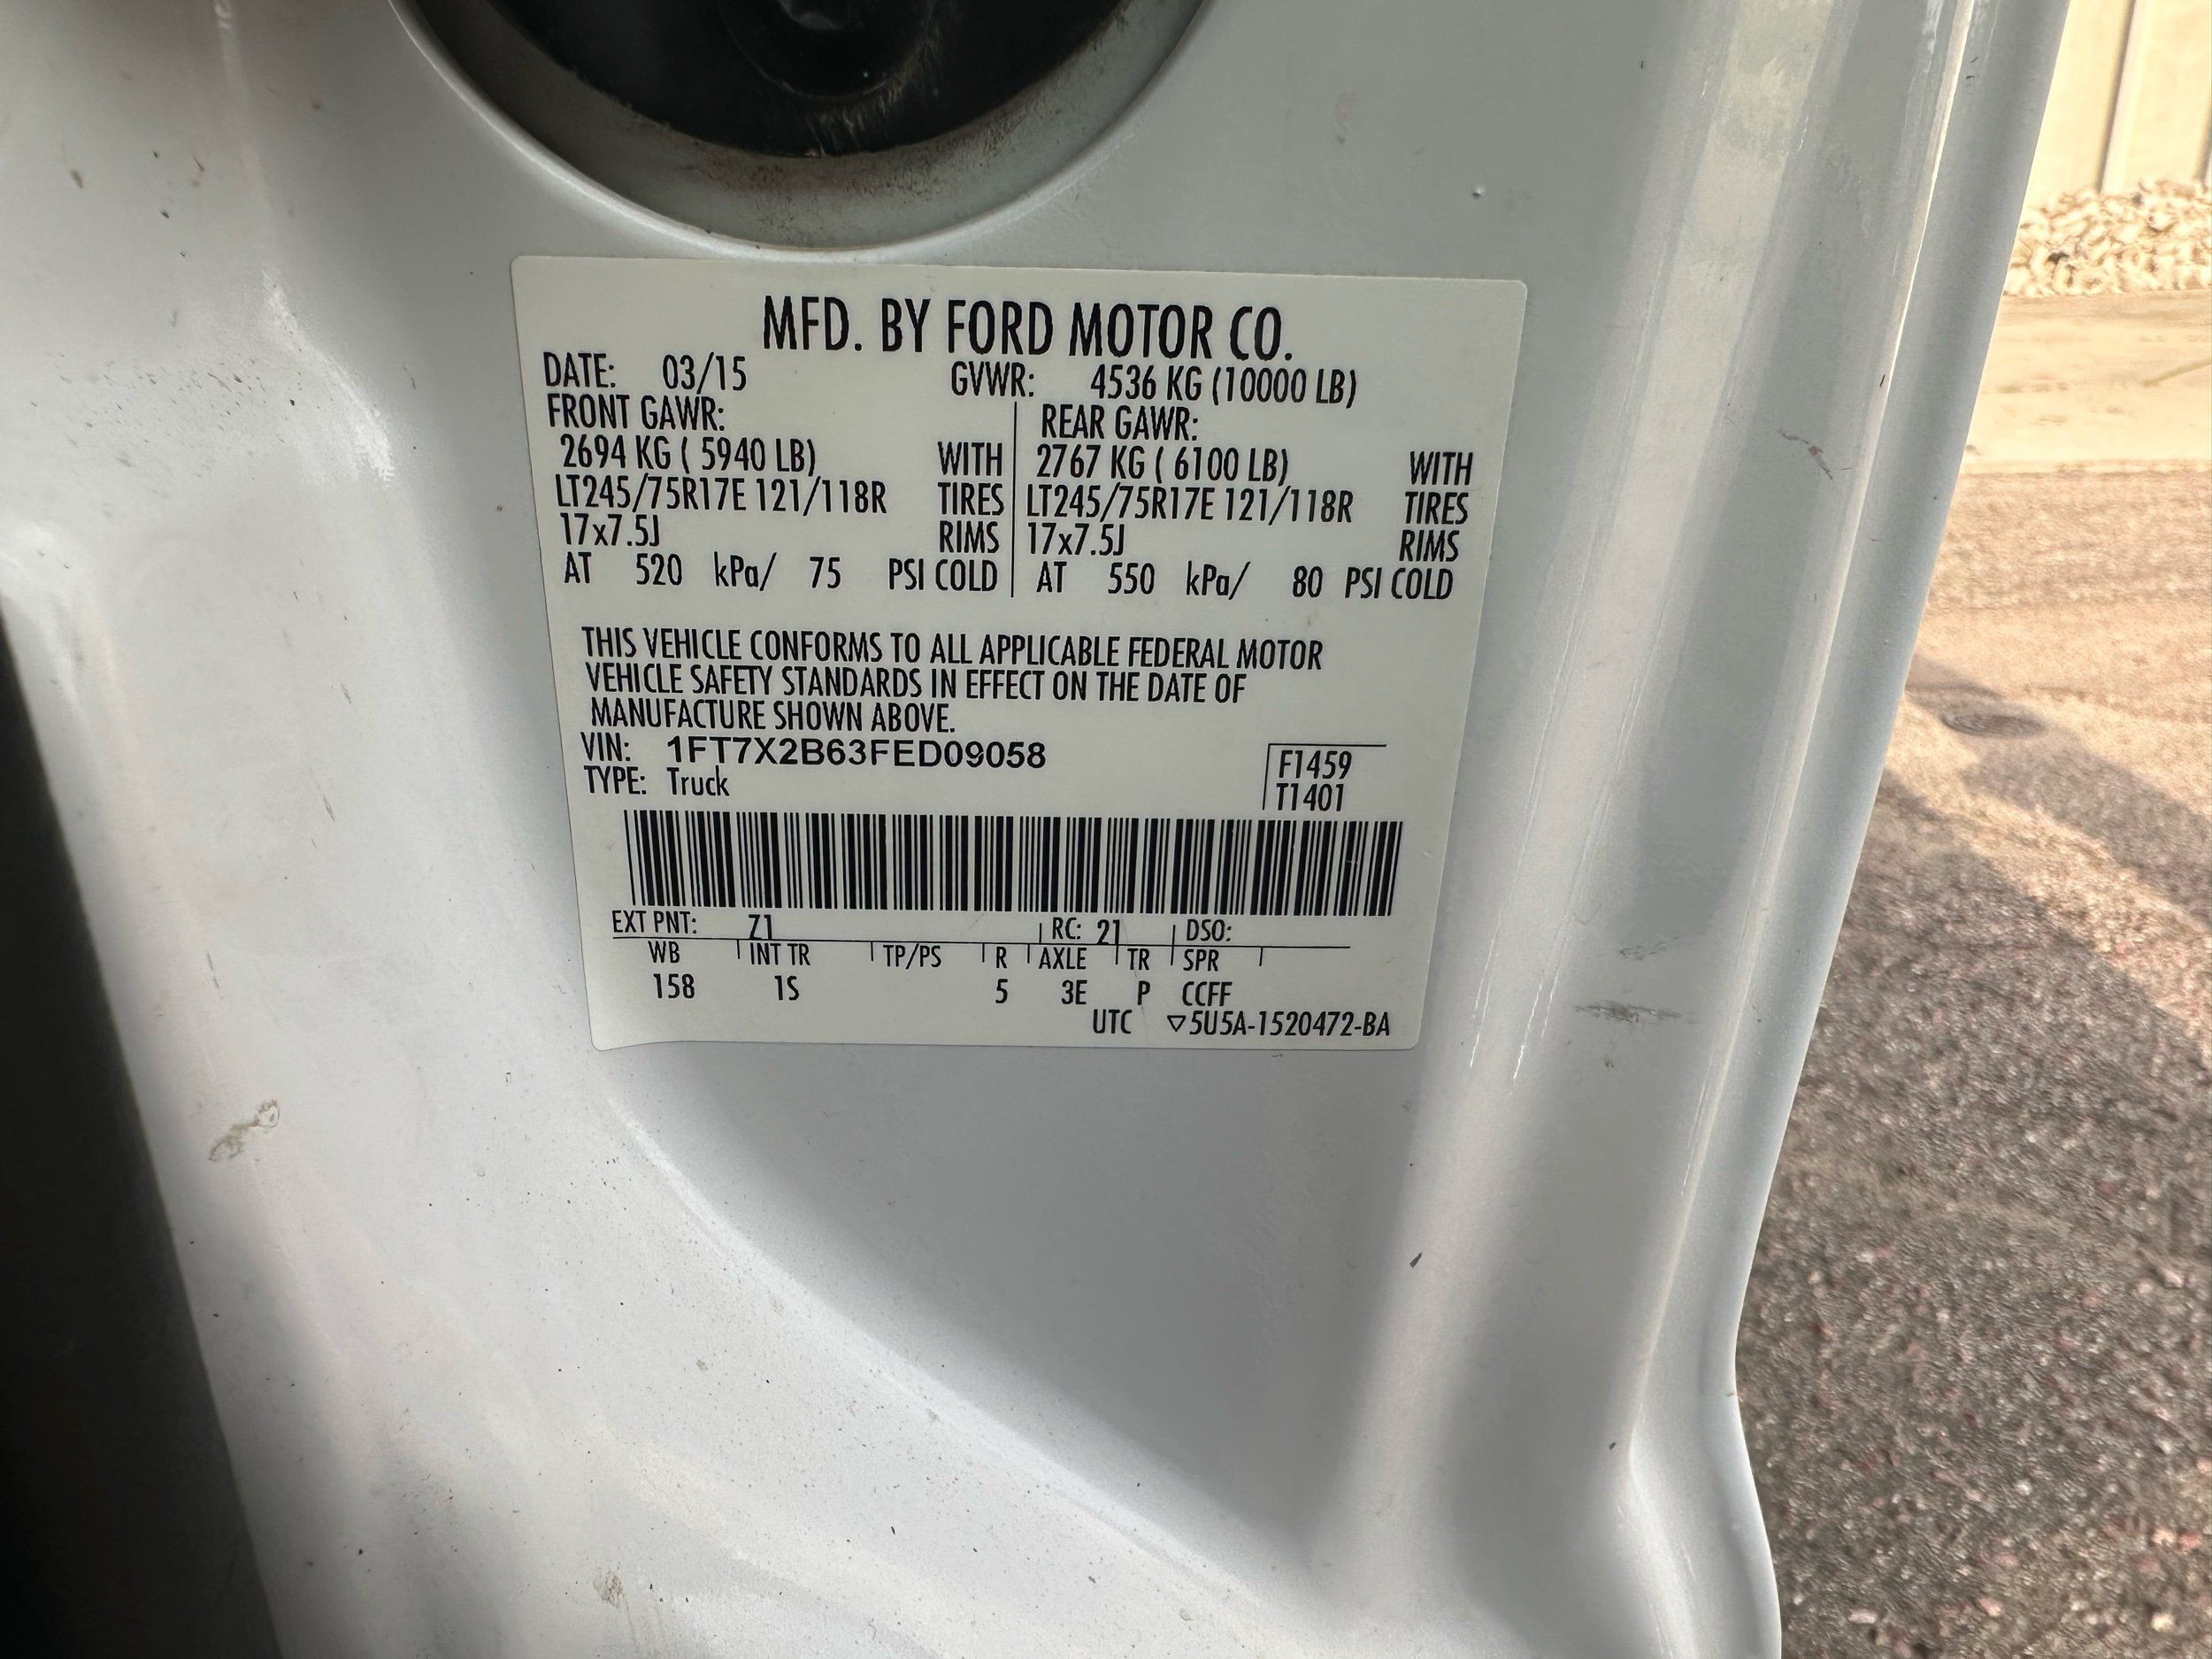 MFD. BY FORD MOTOR CO.
DATE: 03/15 GVWR: 4536 KG (10000 LB)
FRONT GAWR: REAR GAWR:
2694 KG ( 5940 LB) WITH 2767 KG ( 6100 LB) WITH
LT245/75R17E 121/118R TIRES LT245/75R17E 121/118R TIRES
17x7.5J RIMS 17x7.5J RIMS
AT 520 kPa/ 75 PSI COLD AT 550 kPa/ 80 PSI COLD
THIS VEHICLE CONFORMS TO ALL APPLICABLE FEDERAL MOTOR
VEHICLE SAFETY STANDARDS IN EFFECT ON THE DATE OF
MANUFACTURE SHOWN ABOVE.
VIN: 1FT7X2B63FED09058 F1459
TYPE: Truck T1401
EXT PNT: Z1 RC: 21 DSO:
WB INT TR TP/PS R AXLE TR SPR
158 1S 5 3E P CCFF
UTC ▽5U5A-1520472-BA